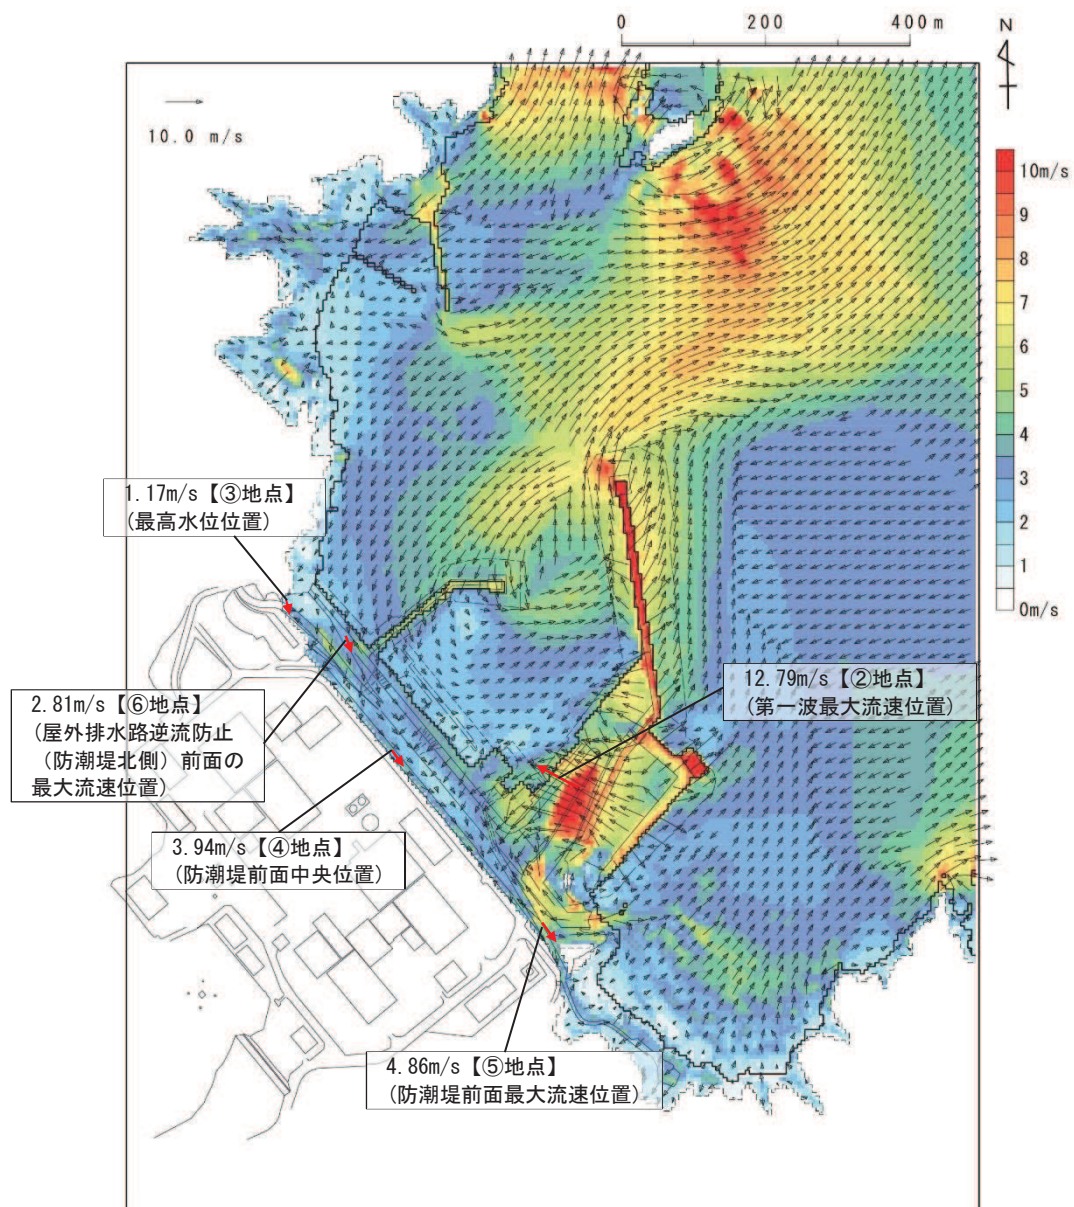 0 200 400m
N
10.0 m/s
10m/s
9
8
7
6
5
4
3
2
1
0m/s
1.17m/s【③地点】
(最高水位位置)
12.79m/s【②地点】
(第一波最大流速位置)
2.81m/s【⑥地点】
(屋外排水路逆流防止
(防潮堤北側)前面の
最大流速位置)
3.94m/s【④地点】
(防潮堤前面中央位置)
4.86m/s【⑤地点】
(防潮堤前面最大流速位置)